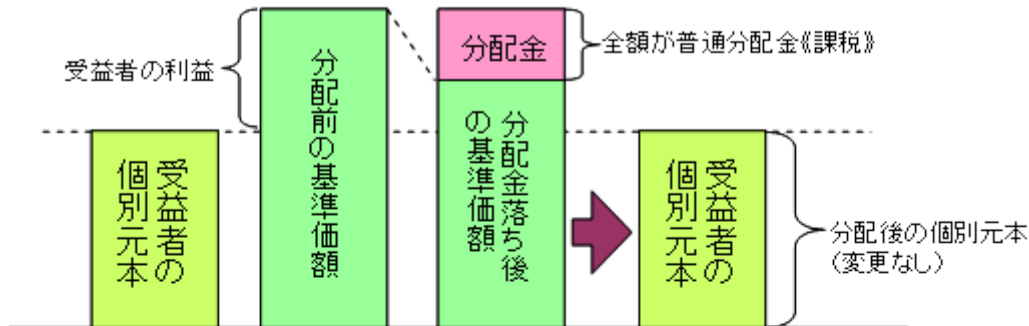 受益者の利益
受益者の
個別元本
分配前の基準価額
分配金
全額が普通分配金《課税》
分配金落ち後
の基準価額
受益者の
個別元本
分配後の個別元本
(変更なし)